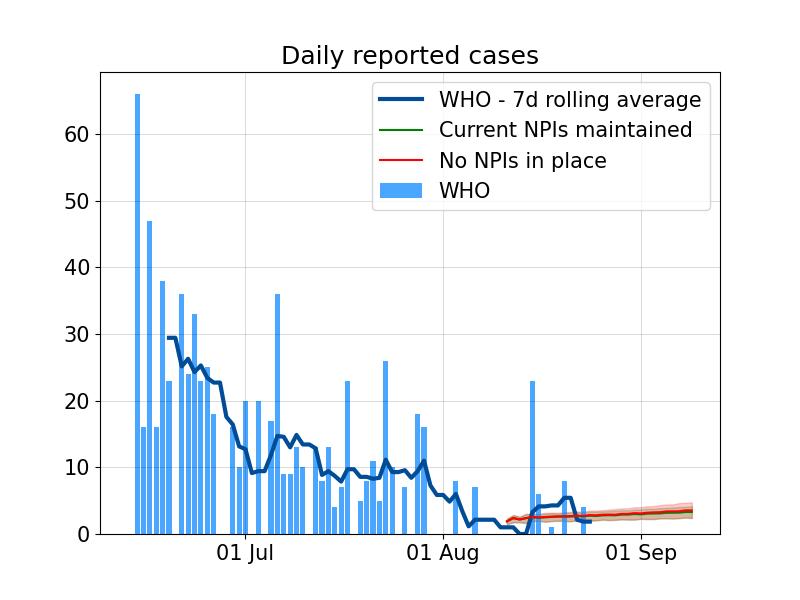 Daily reported cases
WHO - 7d rolling average
Current NPIs maintained
No NPIs in place
WHO
60
50
40
30
20
10
0
01 Jul
01 Aug
01 Sep